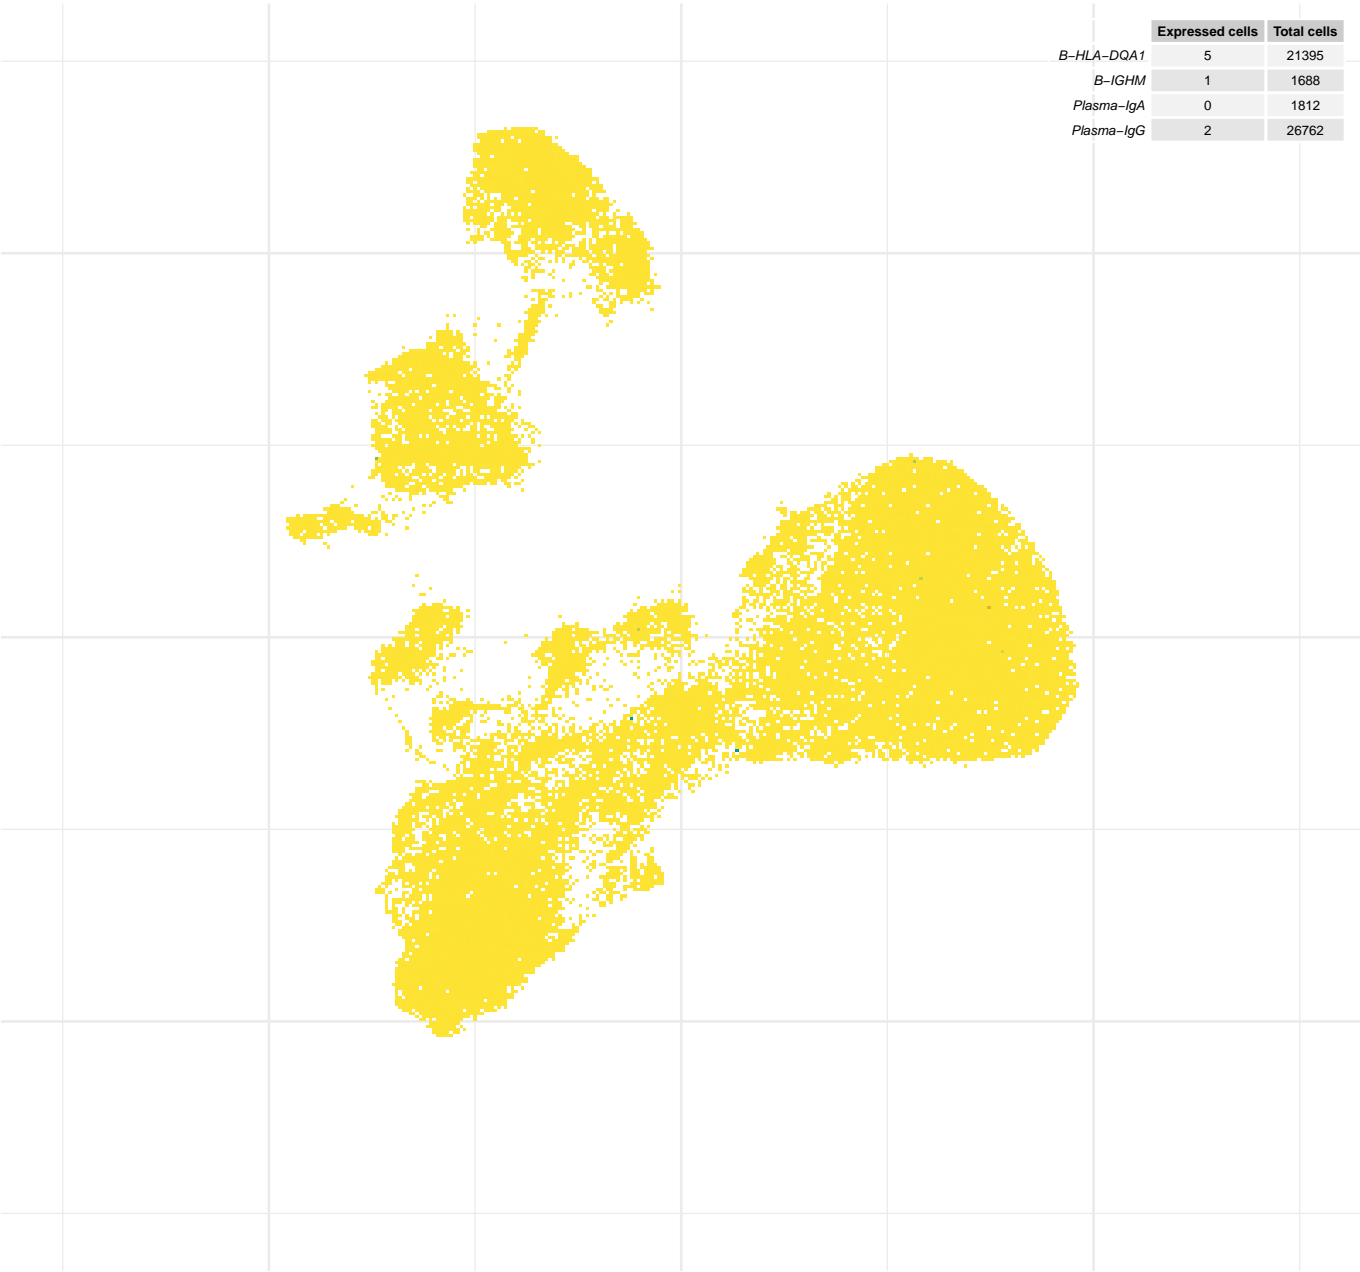 Expressed cells Total cells
B−HLA−DQA1 5 21395
B−IGHM 1 1688
Plasma−IgA 0 1812
Plasma−IgG 2 26762